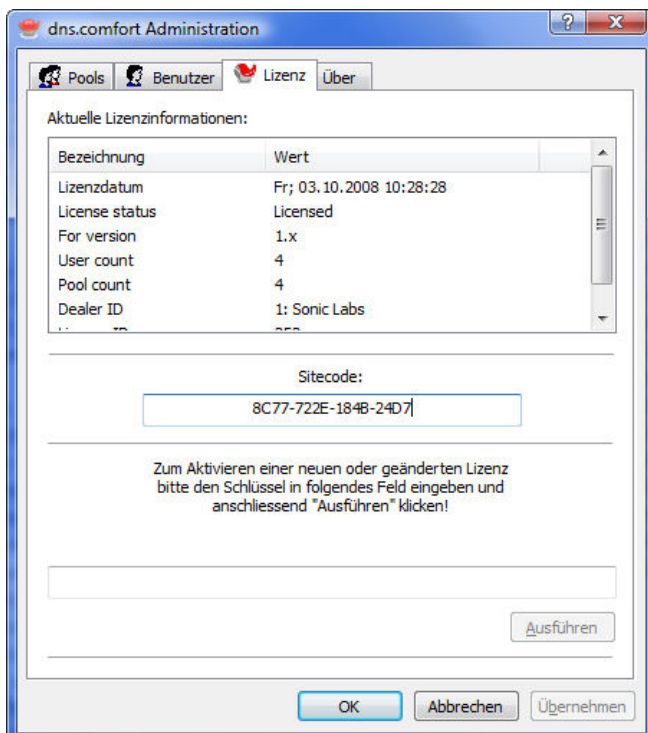 dns.comfort Administration
Pools Benutzer Lizenz Über
Aktuelle Lizenzinformationen:
Bezeichnung Wert
Lizenzdatum Fr; 03.10.2008 10:28:28
License status Licensed
For version 1.x
User count 4
Pool count 4
Dealer ID 1: Sonic Labs
Sitecode:
8C77-722E-184B-24D7
Zum Aktivieren einer neuen oder geänderten Lizenz
bitte den Schlüssel in folgendes Feld eingeben und
anschliessend "Ausführen" klicken!
Ausführen
OK Abbrechen Übernehmen